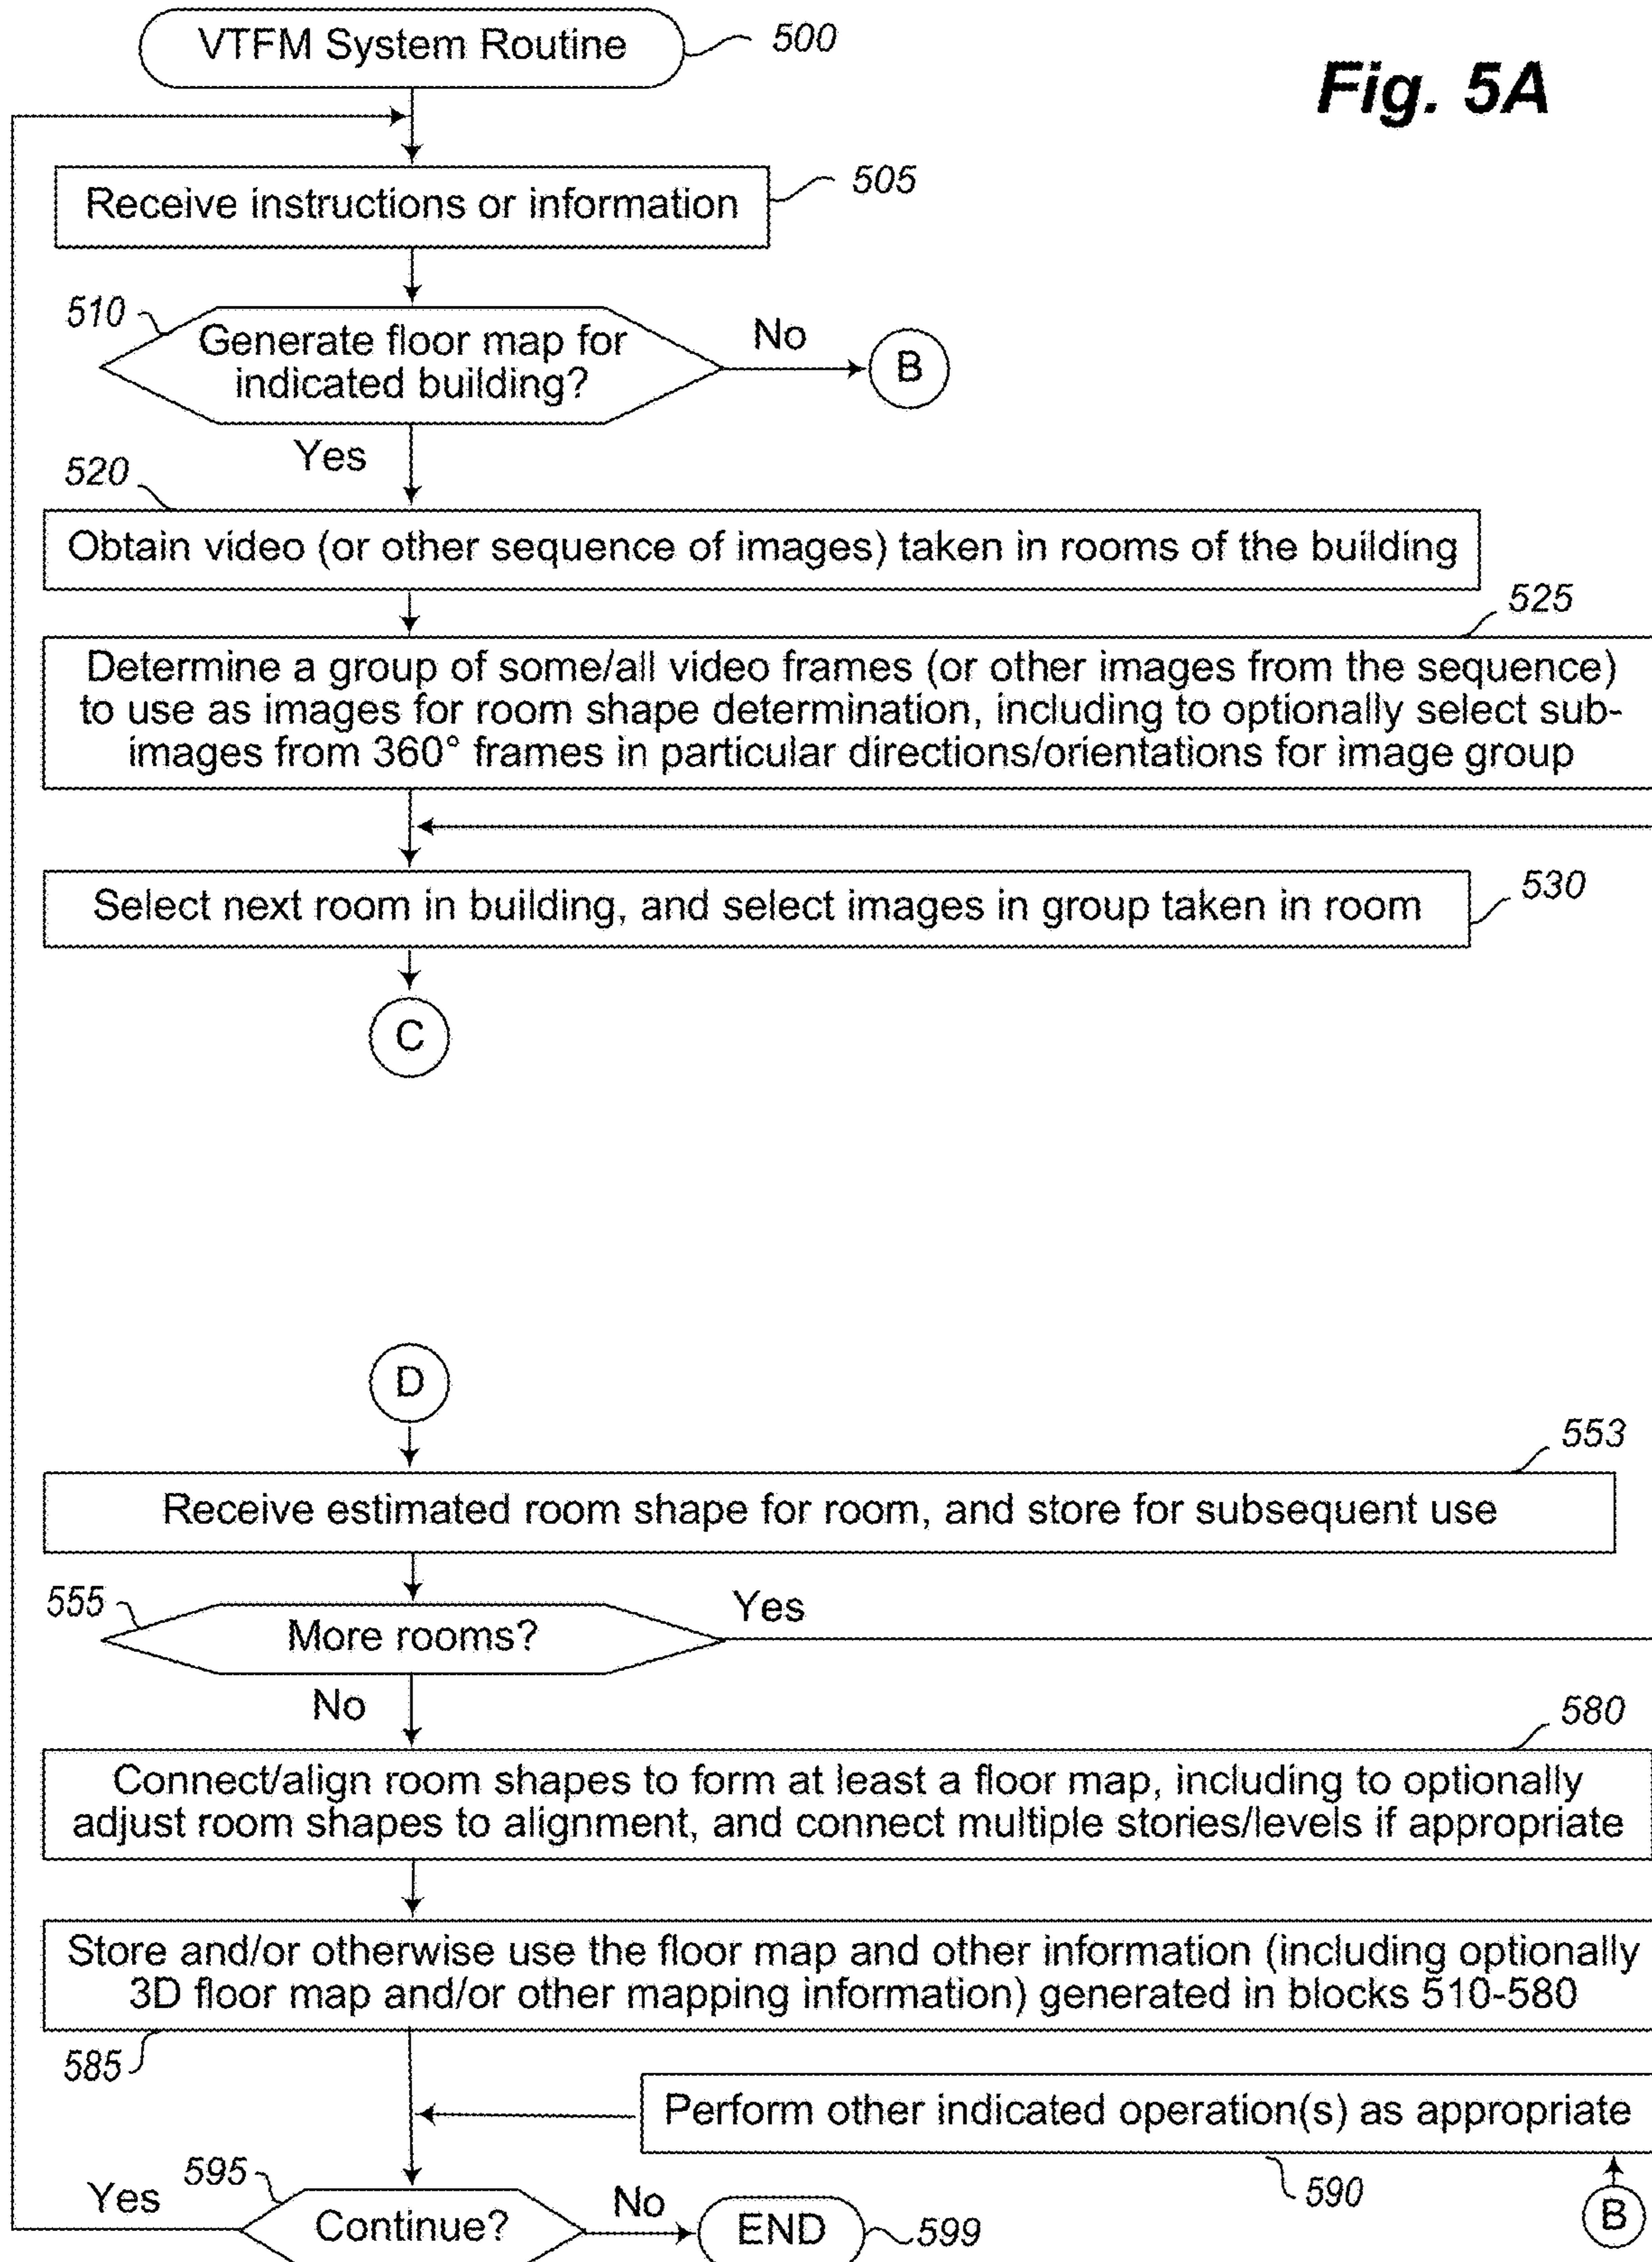 VTFM System Routine
500
Fig. 5A
Receive instructions or information
505
510
Generate floor map for
indicated building?
No
B
Yes
520
Obtain video (or other sequence of images) taken in rooms of the building
525
Determine a group of some/all video frames (or other images from the sequence)
to use as images for room shape determination, including to optionally select sub-
images from 360° frames in particular directions/orientations for image group
Select next room in building, and select images in group taken in room
530
C
D
553
Receive estimated room shape for room, and store for subsequent use
555
More rooms?
Yes
No
580
Connect/align room shapes to form at least a floor map, including to optionally
adjust room shapes to alignment, and connect multiple stories/levels if appropriate
Store and/or otherwise use the floor map and other information (including optionally
3D floor map and/or other mapping information) generated in blocks 510-580
585
Perform other indicated operation(s) as appropriate
590
B
595
Yes
Continue?
No
END
599